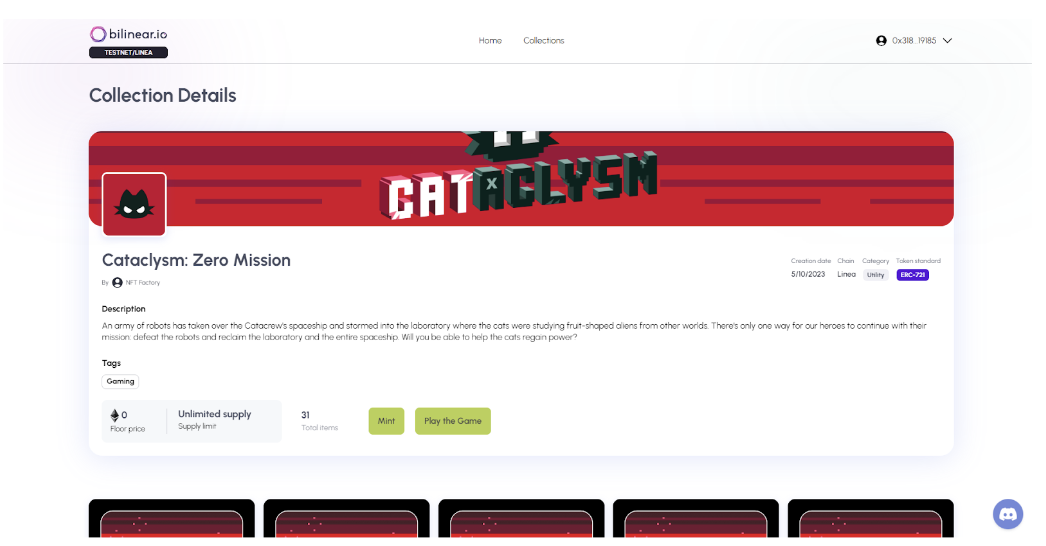 bilinear.io
TESTNET/LINEA
Home
Collections
0x318...19185
Collection Details
CATACLYSM
Cataclysm: Zero Mission
By NFT Factory
Creation date
Chain
Category
Token standard
5/10/2023
Linea
Utility
ERC-721
Description
An army of robots has taken over the Catacrew's spaceship and stormed into the laboratory where the cats were studying fruit-shaped aliens from other worlds. There's only one way for our heroes to continue with their
mission: defeat the robots and reclaim the laboratory and the entire spaceship. Will you be able to help the cats regain power?
Tags
Gaming
0
Floor price
Unlimited supply
Supply limit
31
Total items
Mint
Play the Game